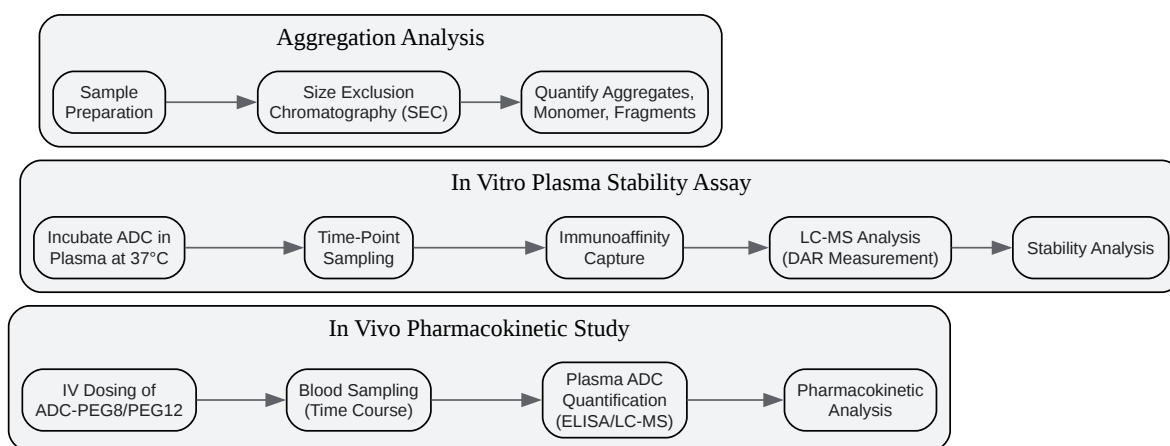 Aggregation Analysis
Sample
Preparation
Size Exclusion
Chromatography (SEC)
Quantify Aggregates,
Monomer, Fragments
In Vitro Plasma Stability Assay
Incubate ADC in
Plasma at 37°C
Time-Point
Sampling
Immunoaffinity
Capture
LC-MS Analysis
(DAR Measurement)
Stability Analysis
In Vivo Pharmacokinetic Study
IV Dosing of
ADC-PEG8/PEG12
Blood Sampling
(Time Course)
Plasma ADC
Quantification
(ELISA/LC-MS)
Pharmacokinetic
Analysis